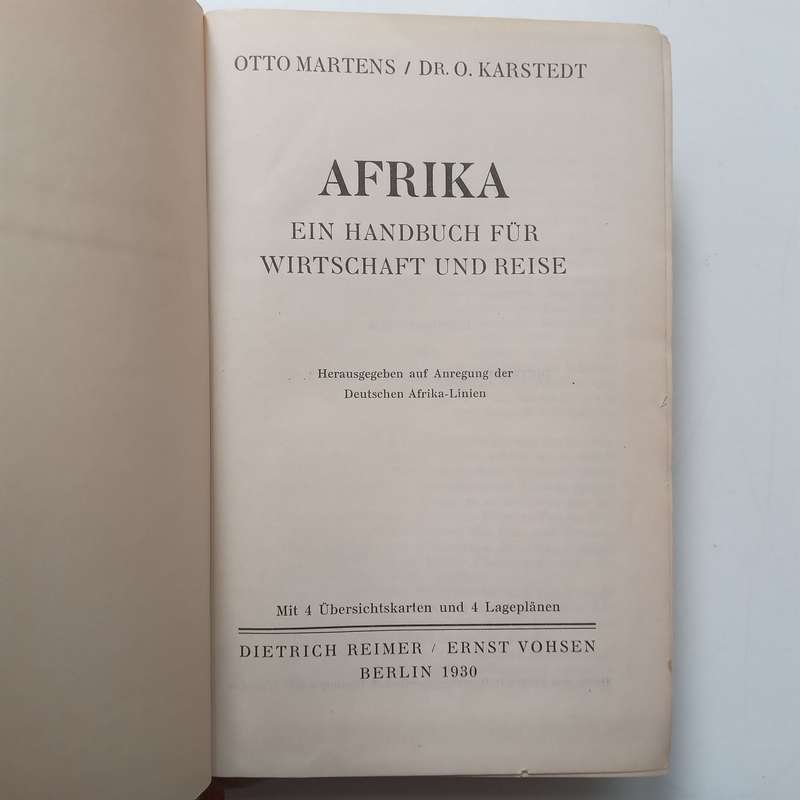 OTTO MARTENS / DR. O. KARSTEDT
AFRIKA
EIN HANDBUCH FÜR
WIRTSCHAFT UND REISE
Herausgegeben auf Anregung der
Deutschen Afrika-Linien
Mit 4 Übersichtskarten und 4 Lageplänen
DIETRICH REIMER / ERNST VOHSEN
BERLIN 1930